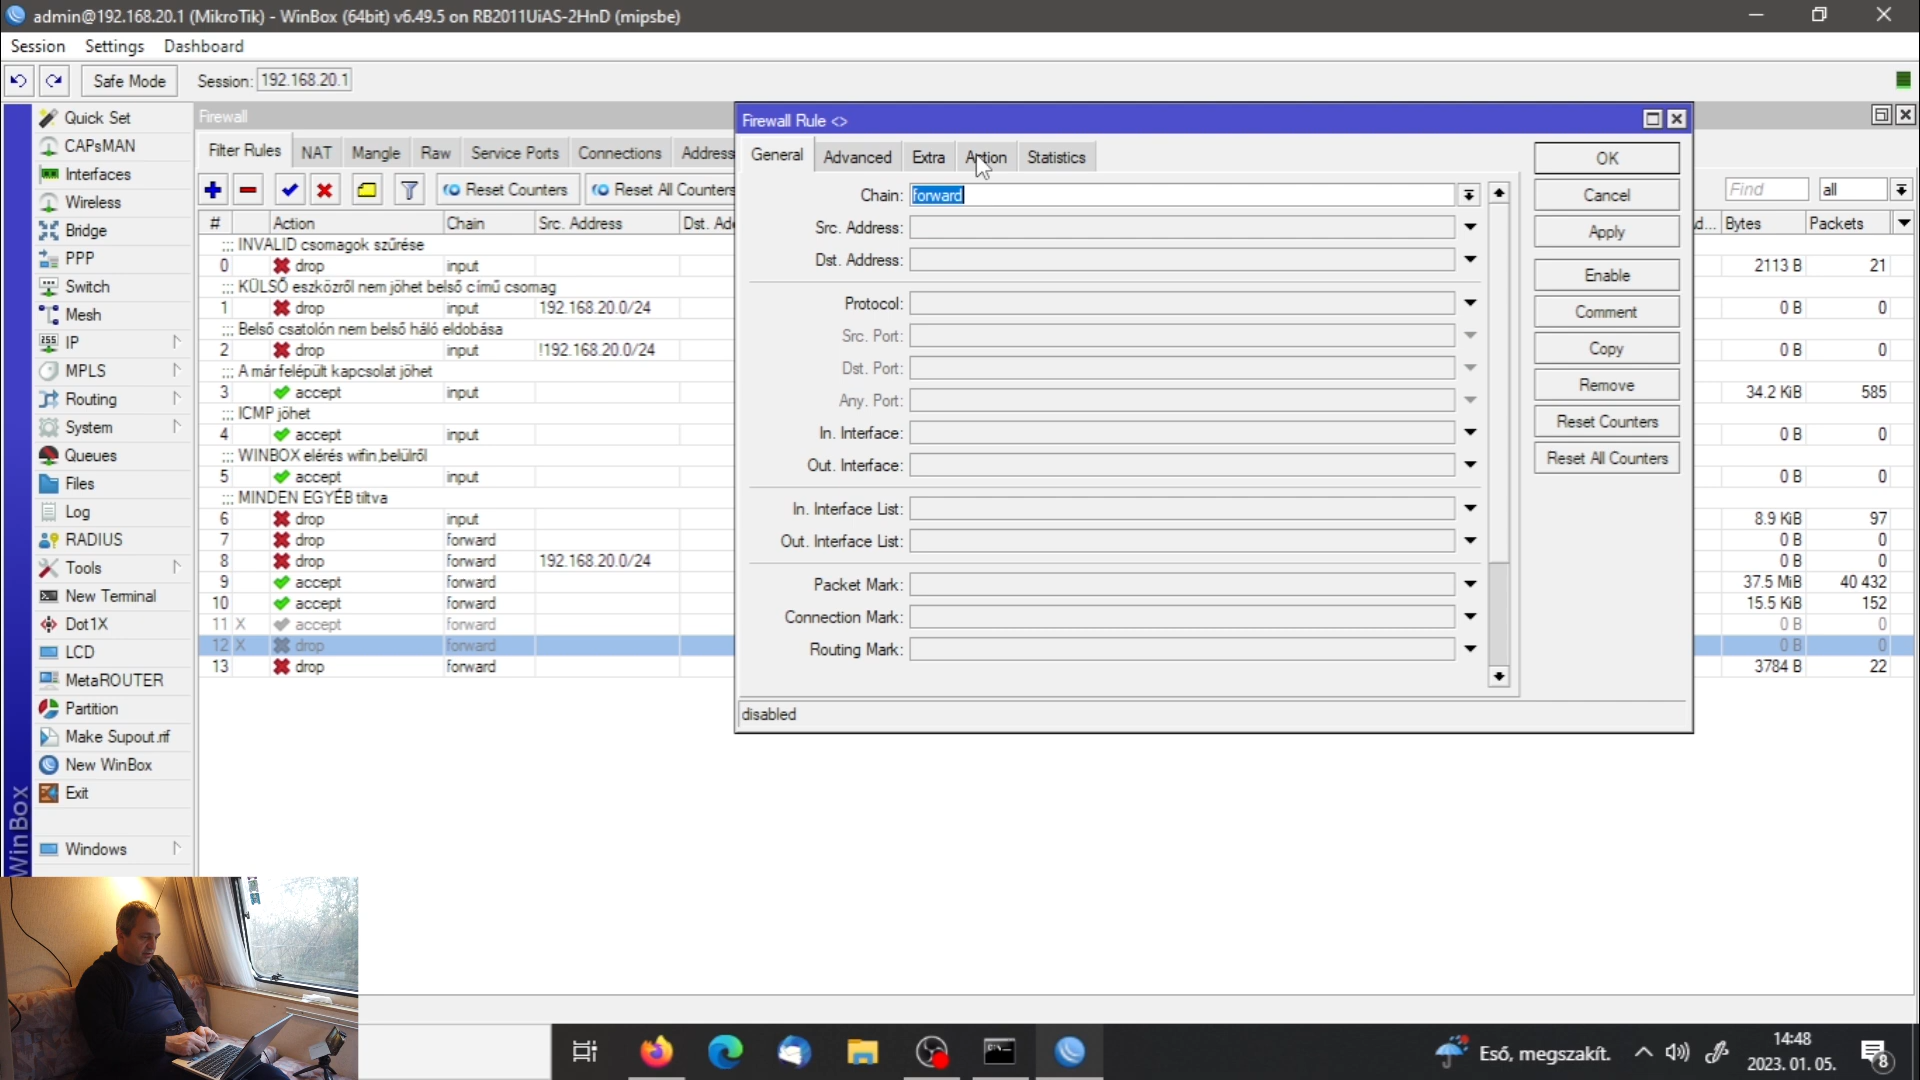 admin@192.168.20.1 (MikroTik) - WinBox (64bit) v6.49.5 on RB2011UiAS-2HnD (mipsbe)
Session Settings Dashboard
Safe Mode Session: 192.168.20.1
Quick Set
CAPsMAN
Interfaces
Wireless
Bridge
PPP
Switch
Mesh
IP
MPLS
Routing
System
Queues
Files
Log
RADIUS
Tools
New Terminal
Dot1X
LCD
MetaROUTER
Partition
Make Supout.rif
New WinBox
Exit
Windows
WinBox
Firewall
Filter Rules NAT Mangle Raw Service Ports Connections Address
Reset Counters Reset All Counters
Find all
# Action Chain Src. Address Dst. Ad Bytes Packets
::: INVALID csomagok szűrése
0 drop input 2113 B 21
::: KÜLSŐ eszközről nem jöhet belső című csomag
1 drop input 192.168.20.0/24 0 B 0
::: Belső csatolón nem belső háló eldobása
2 drop input !192.168.20.0/24 0 B 0
::: A már felépült kapcsolat jöhet
3 accept input 34.2 KiB 585
::: ICMP jöhet
4 accept input 0 B 0
::: WINBOX elérés wifin,belülről
5 accept input 0 B 0
::: MINDEN EGYÉB tiltva
6 drop input 8.9 KiB 97
7 drop forward 0 B 0
8 drop forward 192.168.20.0/24 0 B 0
9 accept forward 37.5 MiB 40 432
10 accept forward 15.5 KiB 152
11 X accept forward 0 B 0
12 X drop forward 0 B 0
13 drop forward 3784 B 22
Firewall Rule <>
General Advanced Extra Action Statistics
Chain: forward
Src. Address:
Dst. Address:
Protocol:
Src. Port:
Dst. Port:
Any. Port:
In. Interface:
Out. Interface:
In. Interface List:
Out. Interface List:
Packet Mark:
Connection Mark:
Routing Mark:
OK
Cancel
Apply
Enable
Comment
Copy
Remove
Reset Counters
Reset All Counters
disabled
Eső, megszakít.
14:48
2023. 01. 05.
8